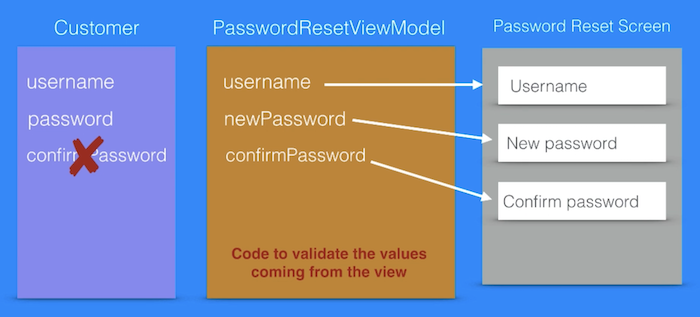 Customer
username
password
confirmPassword
PasswordResetViewModel
username
newPassword
confirmPassword
Code to validate the values
coming from the view
Password Reset Screen
Username
New password
Confirm password